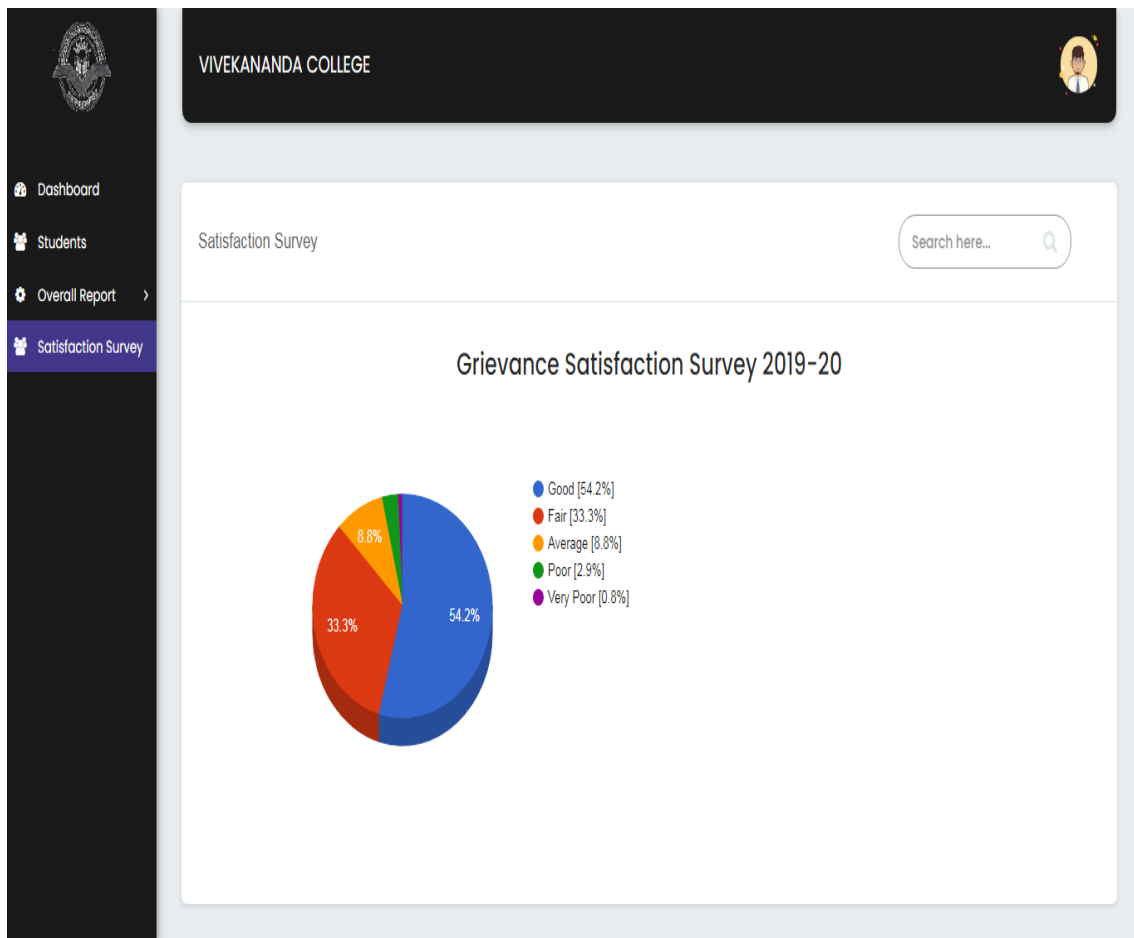 VIVEKANANDA COLLEGE
Dashboard
Students
Overall Report
Satisfaction Survey
Satisfaction Survey
Search here...
Grievance Satisfaction Survey 2019-20
Good [54.2%]
Fair [33.3%]
Average [8.8%]
Poor [2.9%]
Very Poor [0.8%]
8.8%
33.3%
54.2%